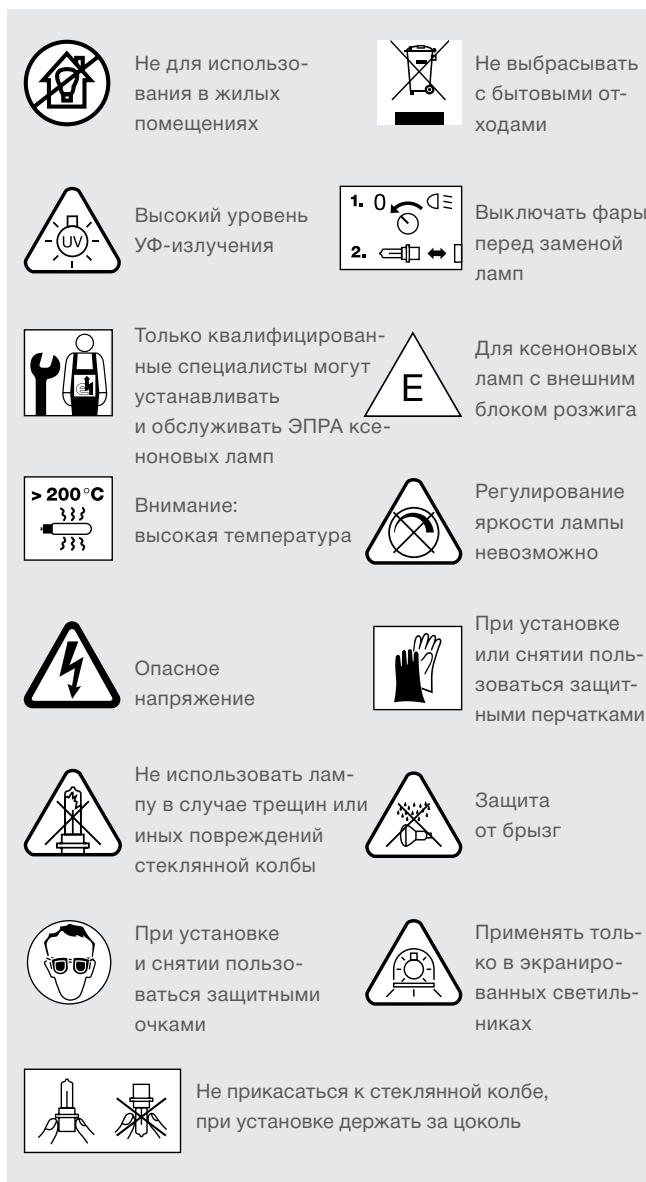 Не для использо-
вания в жилых
помещениях
Не выбрасывать
с бытовыми от-
ходами
UV
Высокий уровень
УФ-излучения
1. 0
2.
Выключать фары
перед заменой
ламп
Только квалифицирован-
ные специалисты могут
устанавливать
и обслуживать ЭПРА ксе-
ноновых ламп
E
Для ксеноновых
ламп с внешним
блоком розжига
> 200 °C
Внимание:
высокая температура
Регулирование
яркости лампы
невозможно
Опасное
напряжение
При установке
или снятии поль-
зоваться защит-
ными перчатками
Не использовать лам-
пу в случае трещин или
иных повреждений
стеклянной колбы
Защита
от брызг
При установке
и снятии пользо-
ваться защитными
очками
Применять толь-
ко в экраниро-
ванных светиль-
никах
Не прикасаться к стеклянной колбе,
при установке держать за цоколь